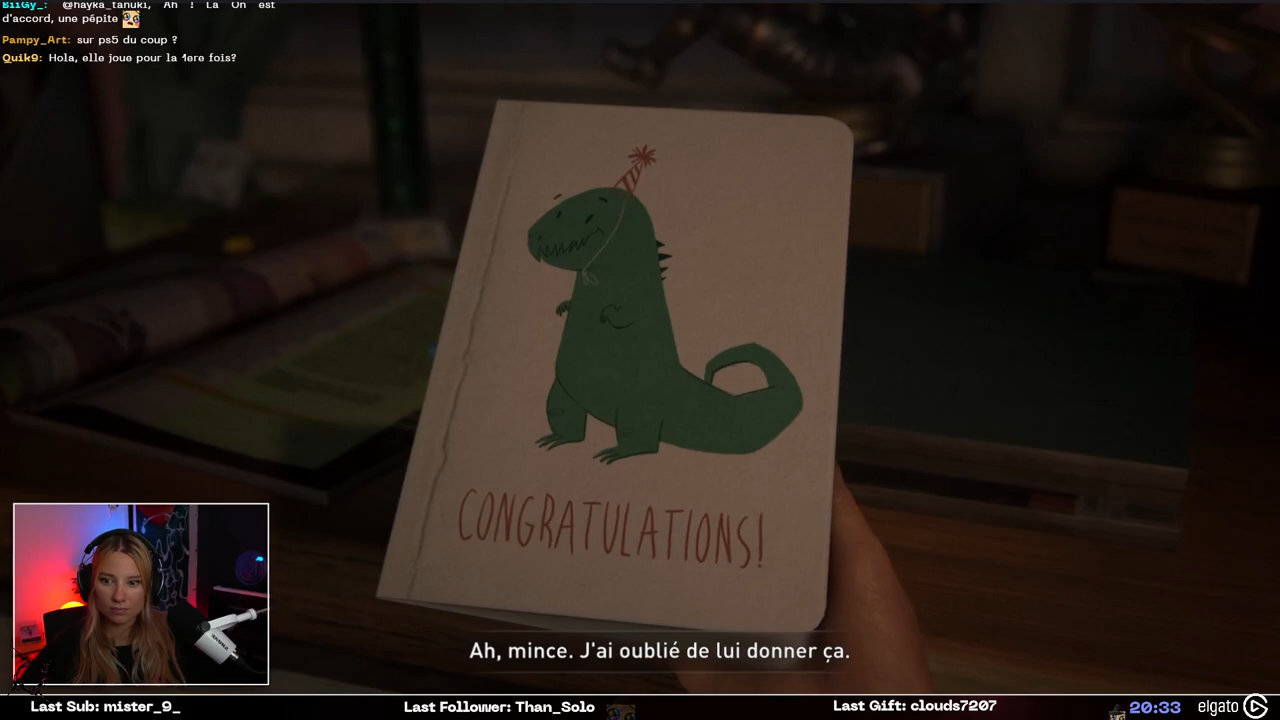 BiiGy_: @hayka_tanuki, Ah ! La On est
d'accord, une pépite
Pampy_Art: sur ps5 du coup ?
Quik9: Hola, elle joue pour la 1ere fois?
CONGRATULATIONS!
Ah, mince. J'ai oublié de lui donner ça.
Last Sub: mister_9_
Last Follower: Than_Solo
Last Gift: clouds7207
20:33
elgato